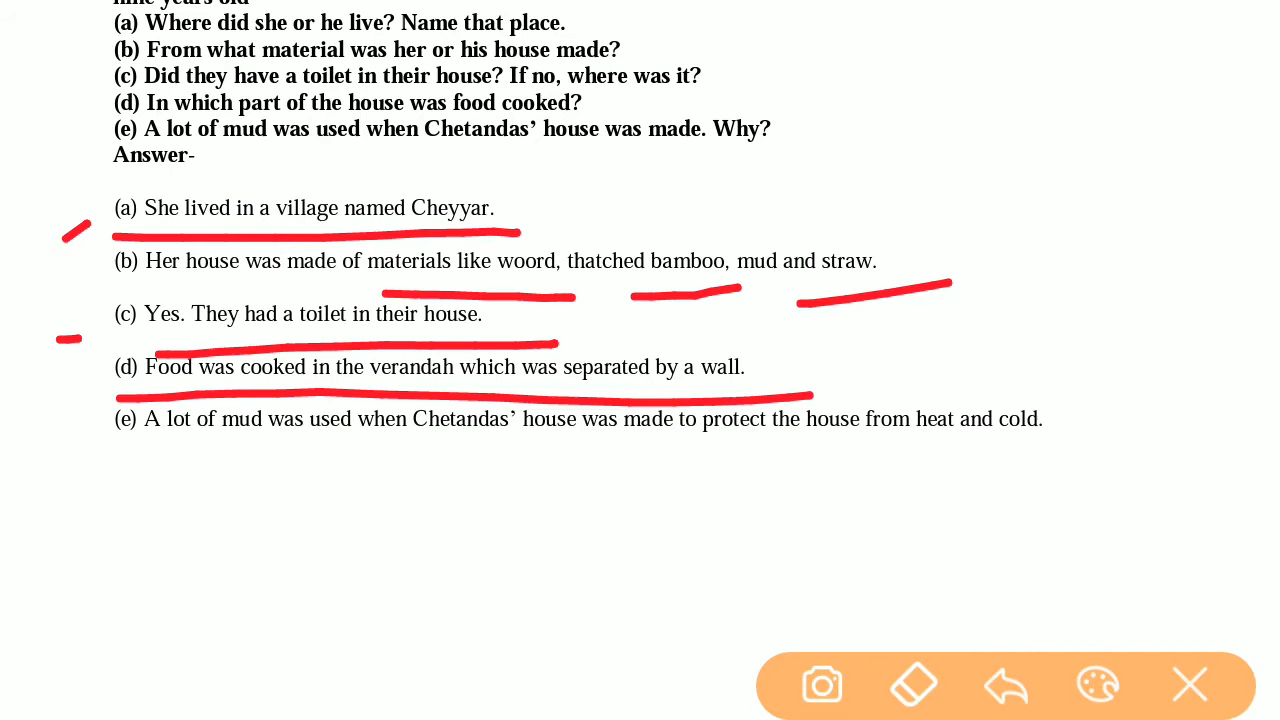 nine years old
(a) Where did she or he live? Name that place.
(b) From what material was her or his house made?
(c) Did they have a toilet in their house? If no, where was it?
(d) In which part of the house was food cooked?
(e) A lot of mud was used when Chetandas’ house was made. Why?
Answer-
(a) She lived in a village named Cheyyar.
(b) Her house was made of materials like woord, thatched bamboo, mud and straw.
(c) Yes. They had a toilet in their house.
(d) Food was cooked in the verandah which was separated by a wall.
(e) A lot of mud was used when Chetandas’ house was made to protect the house from heat and cold.